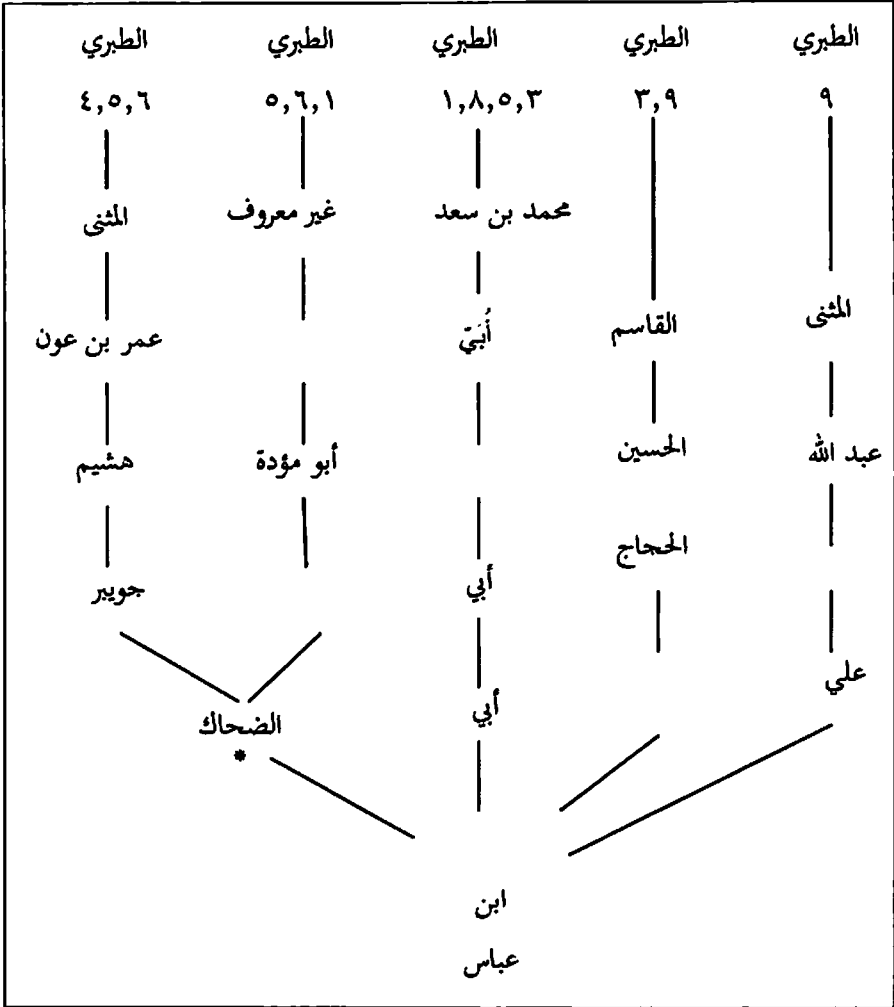 الطبري الطبري الطبري الطبري الطبري
٩ ٣,٩ ١,٨,٥,٣ ٥,٦,١ ٤,٥,٦
محمد بن سعد غير معروف المثنى
المثنى القاسم أُبَيّ عمر بن عون
عبد الله الحسين أبو مؤدة هشيم
الحجاج
أبي جويبر
علي أبي الضحاك
*
ابن
عباس